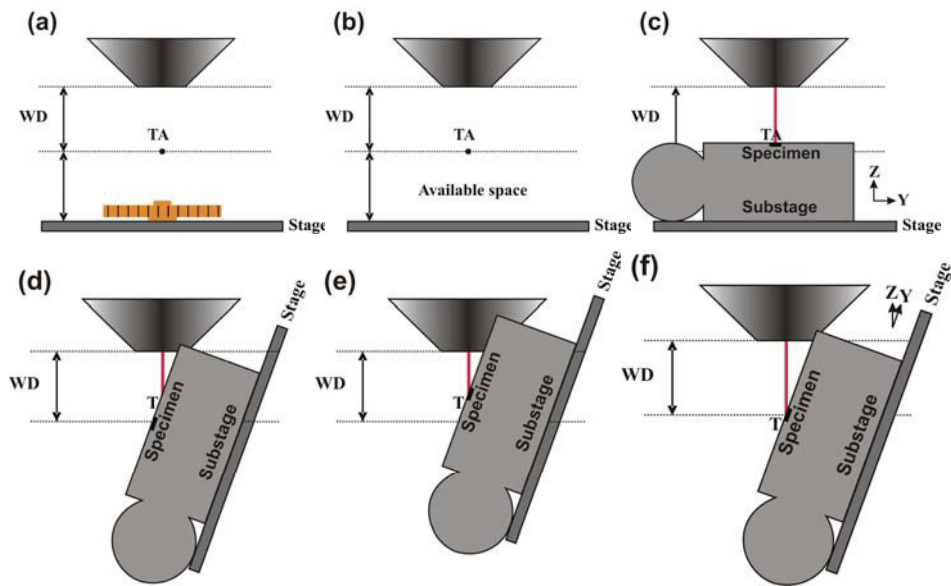 (a)
WD
TA
Stage
(b)
WD
TA
Available space
Stage
(c)
WD
TA
Specimen
Substage
Z
Y
Stage
(d)
WD
T
Specimen
Substage
Stage
(e)
WD
T
Specimen
Substage
Stage
(f)
WD
T
Specimen
Substage
Z Y
Stage